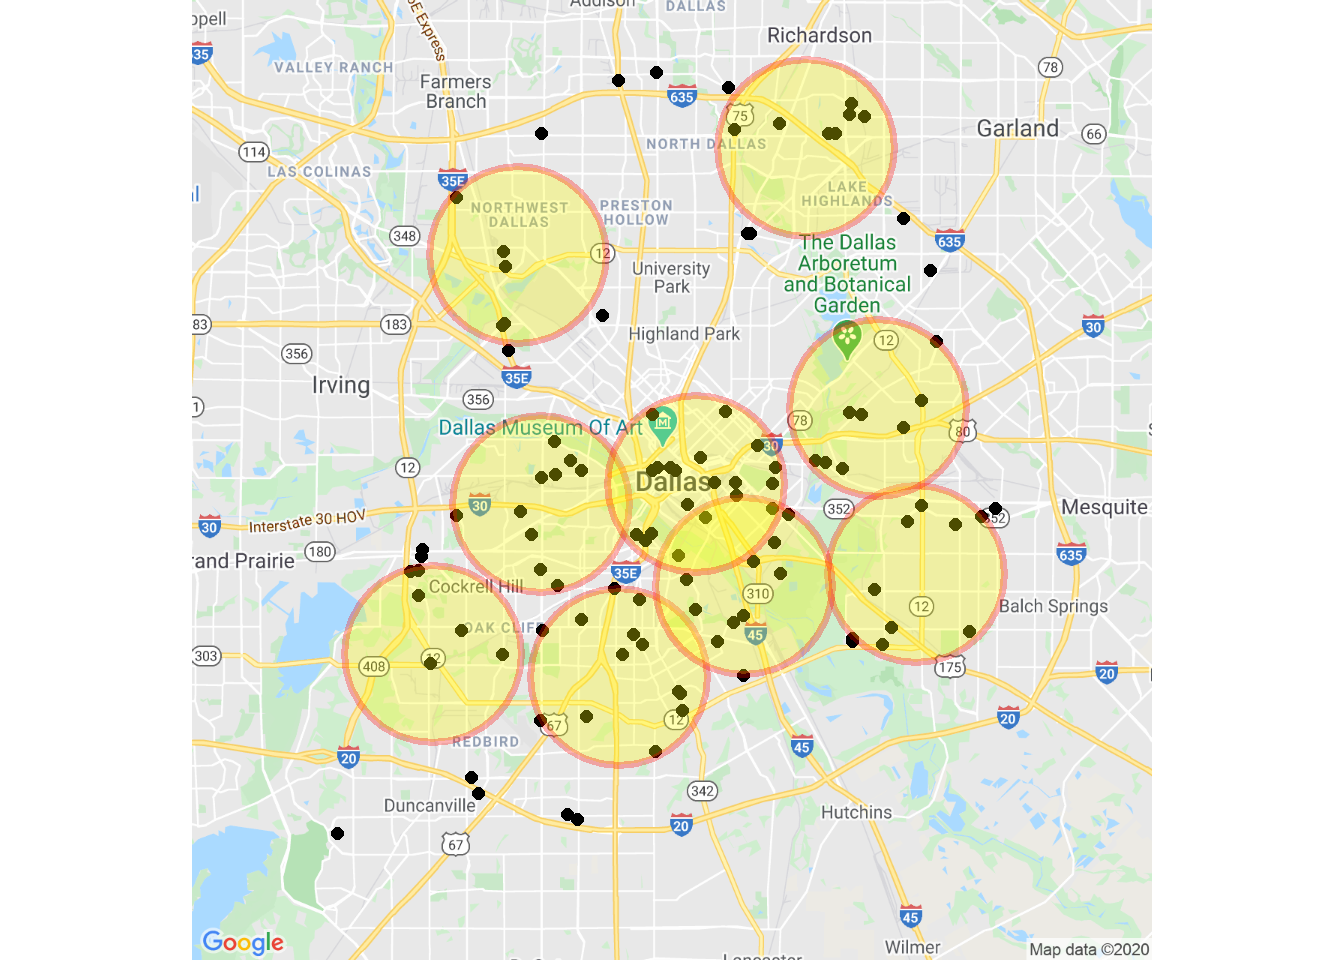 Addison
DALLAS
ppell
35
E Express
Richardson
VALLEY RANCH
78
Farmers
Branch
635
75
Garland
66
114
NORTH DALLAS
LAS COLINAS
35E
LAKE
HIGHLANDS
NORTHWEST
DALLAS
PRESTON
HOLLOW
348
12
635
The Dallas
Arboretum
and Botanical
Garden
University
Park
83
183
30
Highland Park
12
356
35E
Irving
356
1
78
80
Dallas Museum Of Art
30
12
Dallas
30
352
Mesquite
352
30
Interstate 30 HOV
180
635
rand Prairie
35E
Cockrell Hill
310
12
Balch Springs
OAK CLIFF
45
303
408
12
175
20
12
67
20
REDBIRD
45
20
342
Duncanville
Hutchins
20
67
45
Wilmer
Google
Map data ©2020